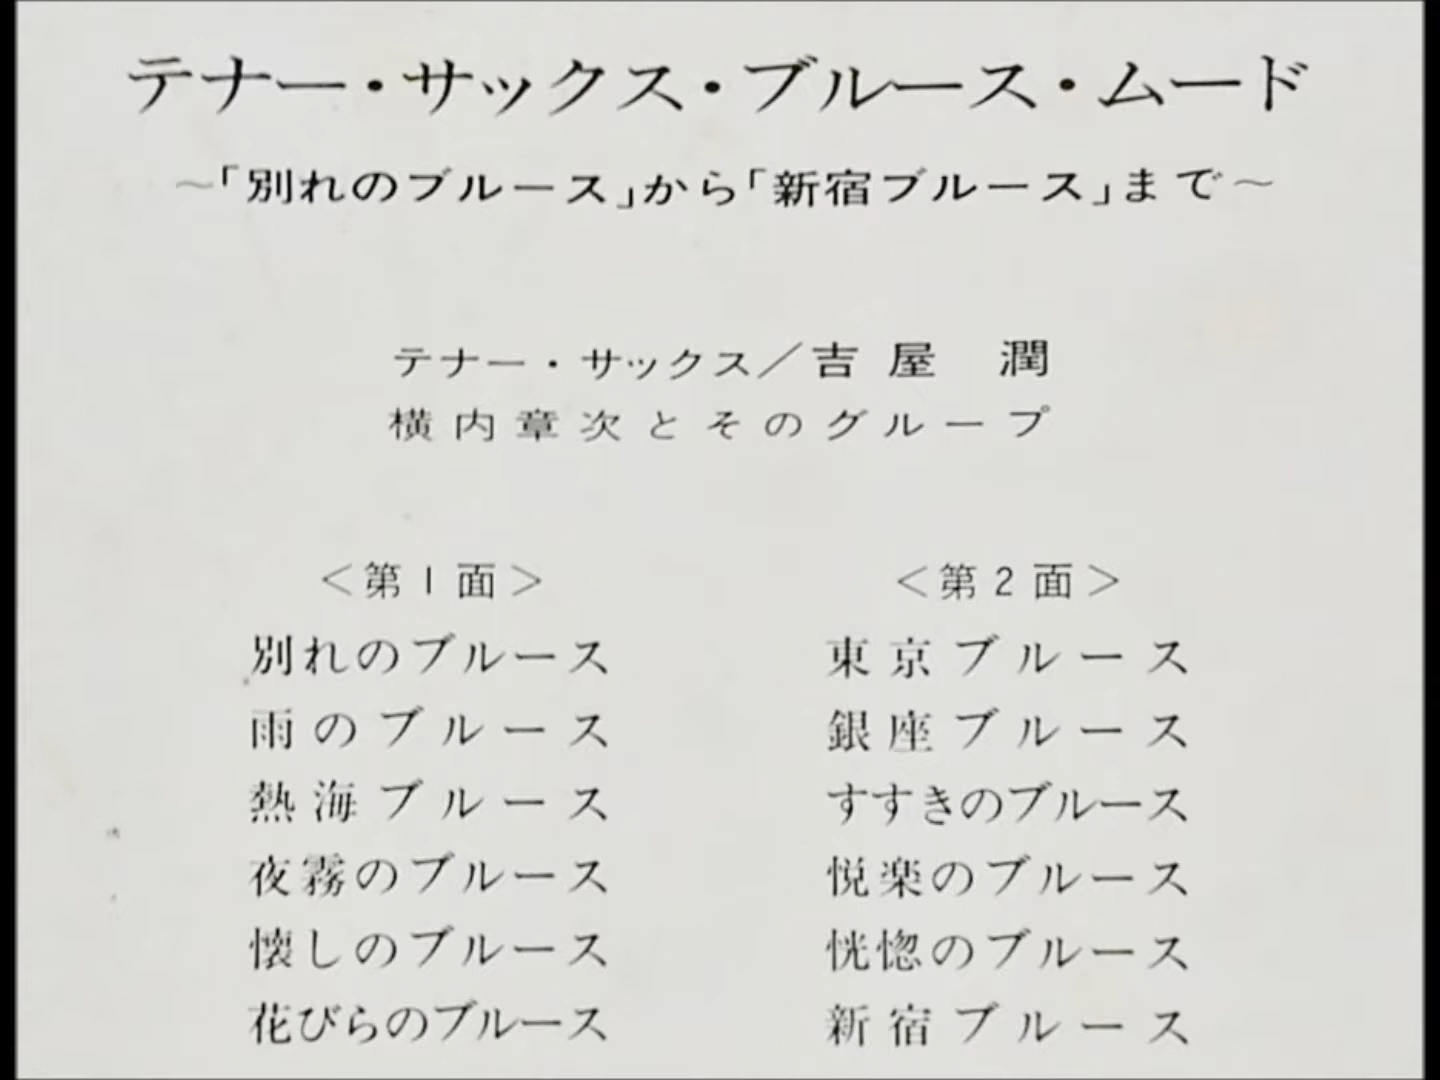 テナー・サックス・ブルース・ムード
～「別れのブルース」から「新宿ブルース」まで～
テナー・サックス／吉屋 潤
横内章次とそのグループ
＜第１面＞
別れのブルース
雨のブルース
熱海ブルース
夜霧のブルース
懐しのブルース
花びらのブルース
＜第２面＞
東京ブルース
銀座ブルース
すすきのブルース
悦楽のブルース
恍惚のブルース
新宿ブルース